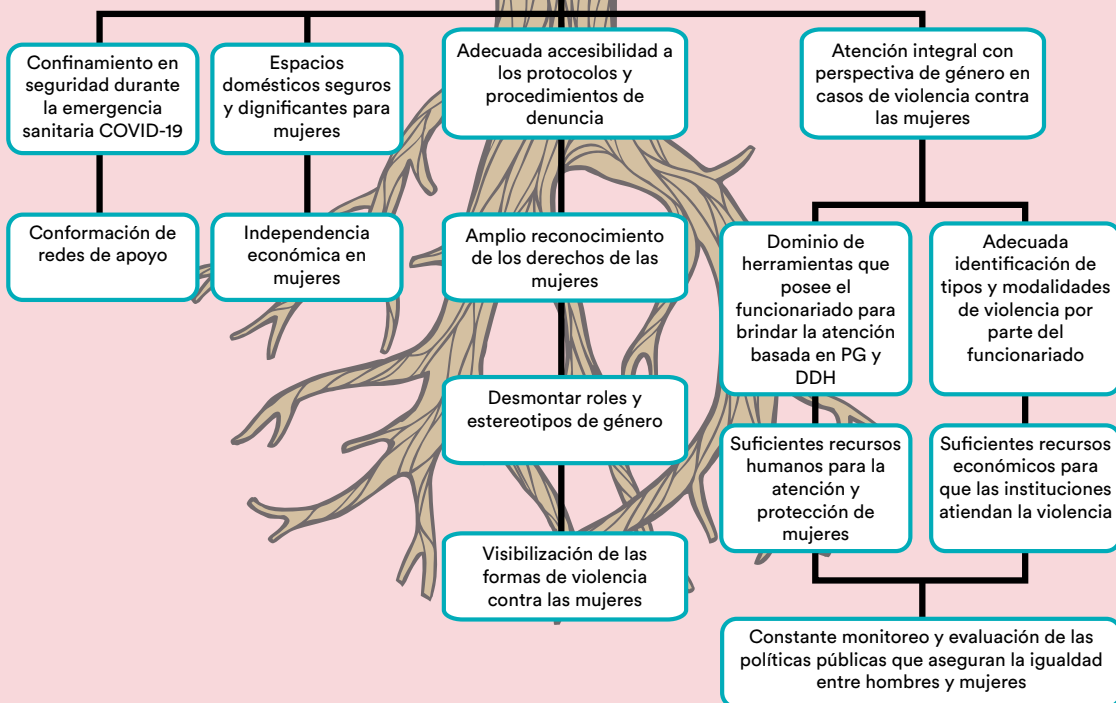 Confinamiento en
seguridad durante
la emergencia
sanitaria COVID-19
Espacios
domésticos seguros
y dignificantes para
mujeres
Adecuada accesibilidad a
los protocolos y
procedimientos de
denuncia
Atención integral con
perspectiva de género en
casos de violencia contra
las mujeres
Conformación de
redes de apoyo
Independencia
económica en
mujeres
Amplio reconocimiento
de los derechos de las
mujeres
Dominio de
herramientas que
posee el
funcionariado para
brindar la atención
basada en PG y
DDH
Adecuada
identificación de
tipos y modalidades
de violencia por
parte del
funcionariado
Desmontar roles y
estereotipos de género
Suficientes recursos
humanos para la
atención y
protección de
mujeres
Suficientes recursos
económicos para
que las instituciones
atiendan la violencia
Visibilización de las
formas de violencia
contra las mujeres
Constante monitoreo y evaluación de las
políticas públicas que aseguran la igualdad
entre hombres y mujeres